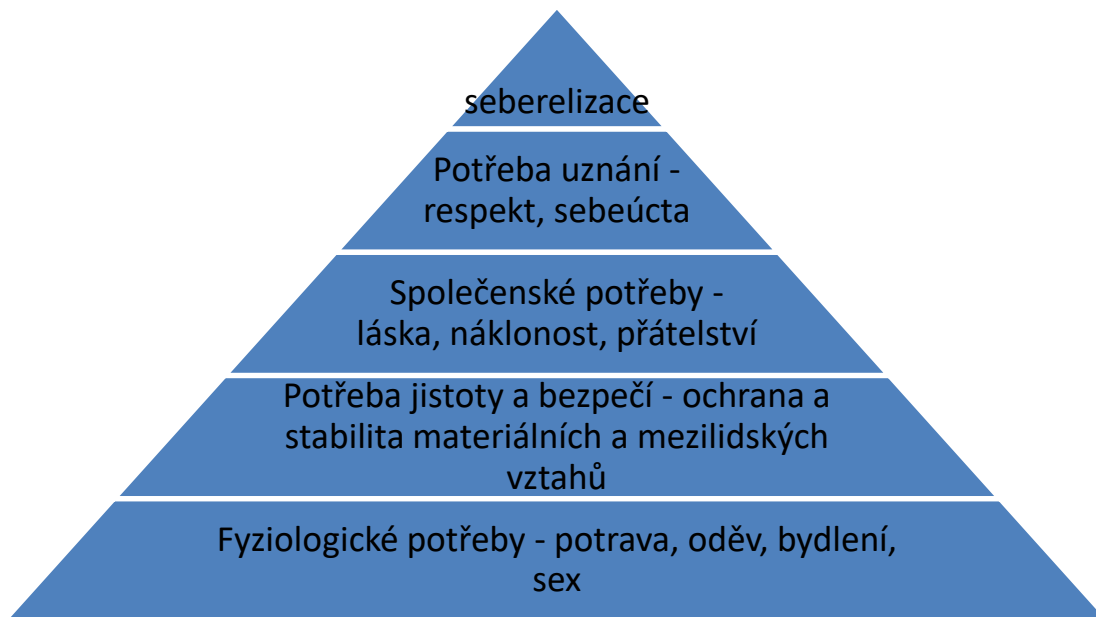 seberelizace
Potřeba uznání -
respekt, sebeúcta
Společenské potřeby -
láska, náklonost, přátelství
Potřeba jistoty a bezpečí - ochrana a
stabilita materiálních a mezilidských
vztahů
Fyziologické potřeby - potrava, oděv, bydlení,
sex